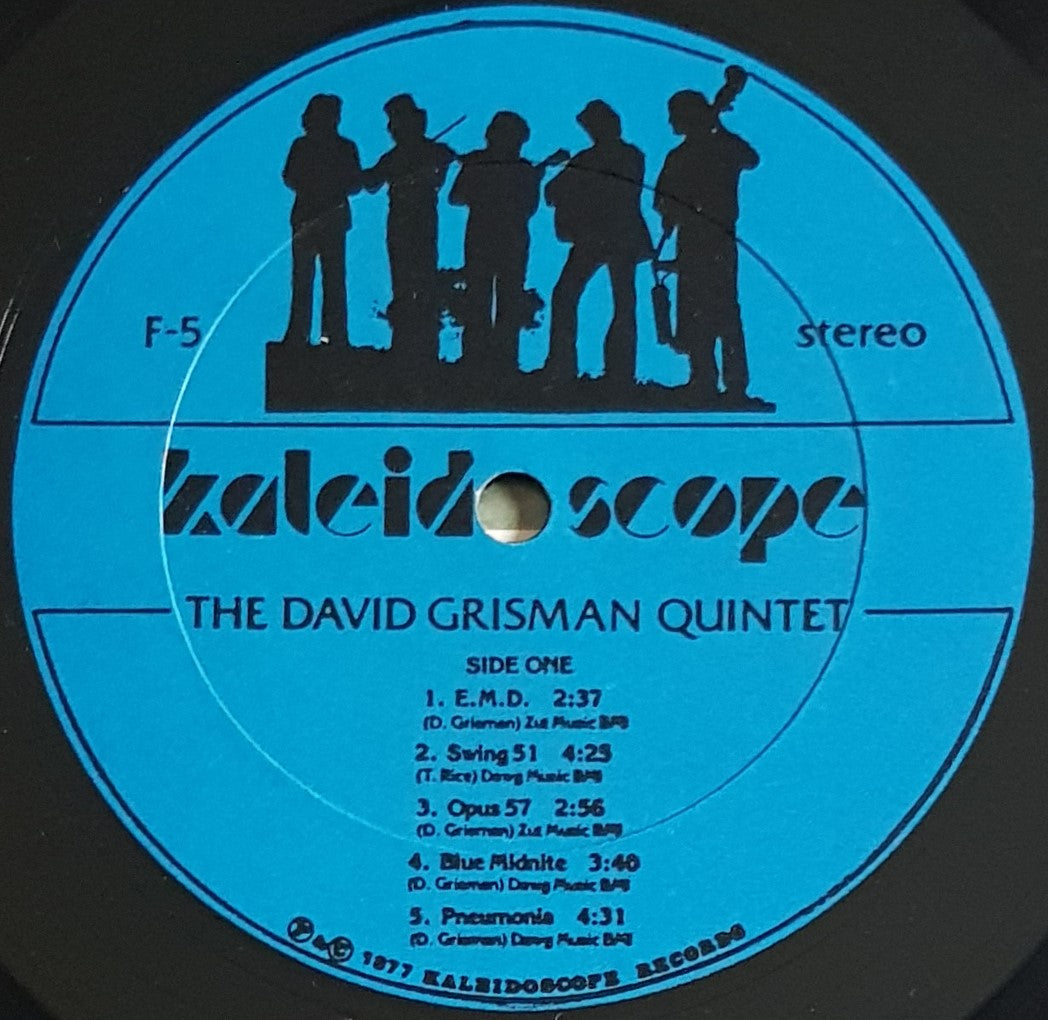 F-5
stereo
kaleidoscope
THE DAVID GRISMAN QUINTET
SIDE ONE
1. E.M.D. 2:37
(D. Grisman) Zut Music BMI
2. Swing 51 4:25
(T. Rice) Dawg Music BMI
3. Opus 57 2:56
(D. Grisman) Zut Music BMI
4. Blue Midnite 3:40
(D. Grisman) Dawg Music BMI
5. Pneumonia 4:31
(D. Grisman) Dawg Music BMI
℗ & © 1977 KALEIDOSCOPE RECORDS